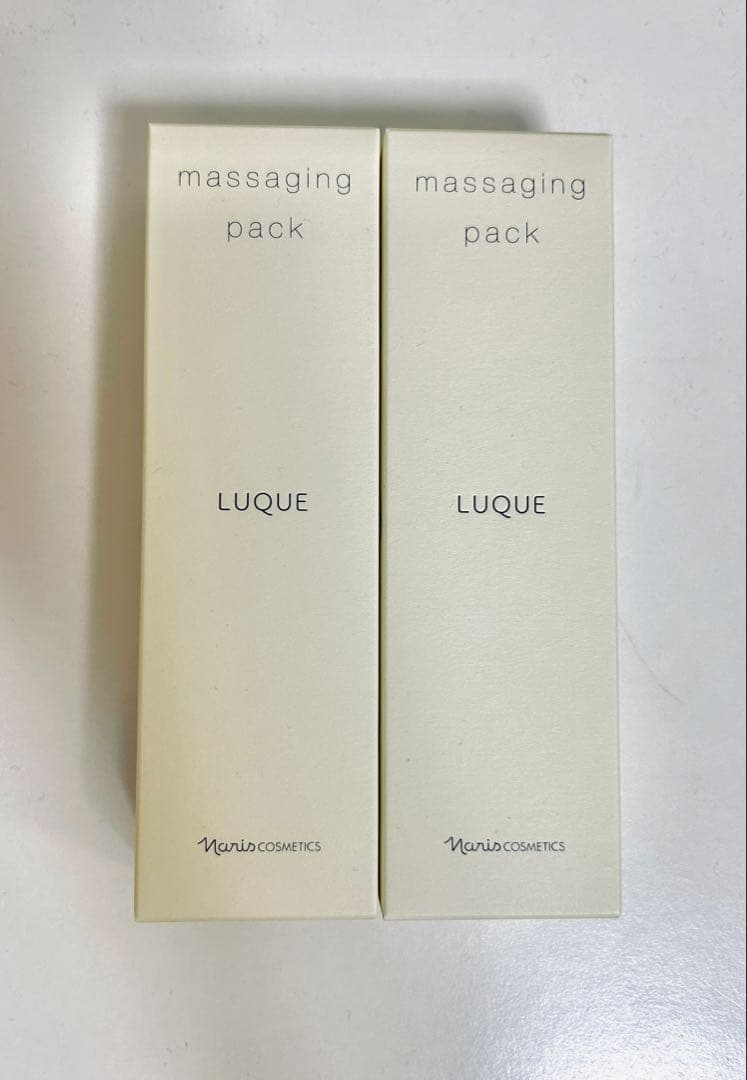 massaging
pack
LUQUE
Naris COSMETICS
massaging
pack
LUQUE
Naris COSMETICS